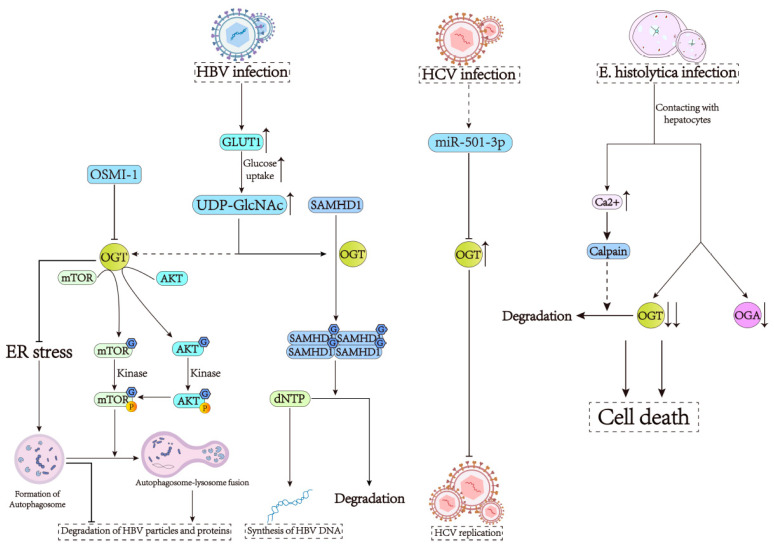 HBV infection
HCV infection
E. histolytica infection
Contacting with
hepatocytes
GLUT1
Glucose
uptake
miR-501-3p
OSMI-1
UDP-GlcNAc
SAMHD1
Ca2+
OGT
OGT
OGT
Calpain
mTOR
AKT
Degradation
OGT
OGA
G
G
SAMHD1
SAMHD1
G
G
SAMHD1
SAMHD1
ER stress
mTOR
G
AKT
G
Kinase
Kinase
mTOR
G
P
AKT
G
P
dNTP
Cell death
Formation of
Autophagosome
Autophagosome-lysosome fusion
Degradation
Degradation of HBV particles and proteins
Synthesis of HBV DNA
HCV replication